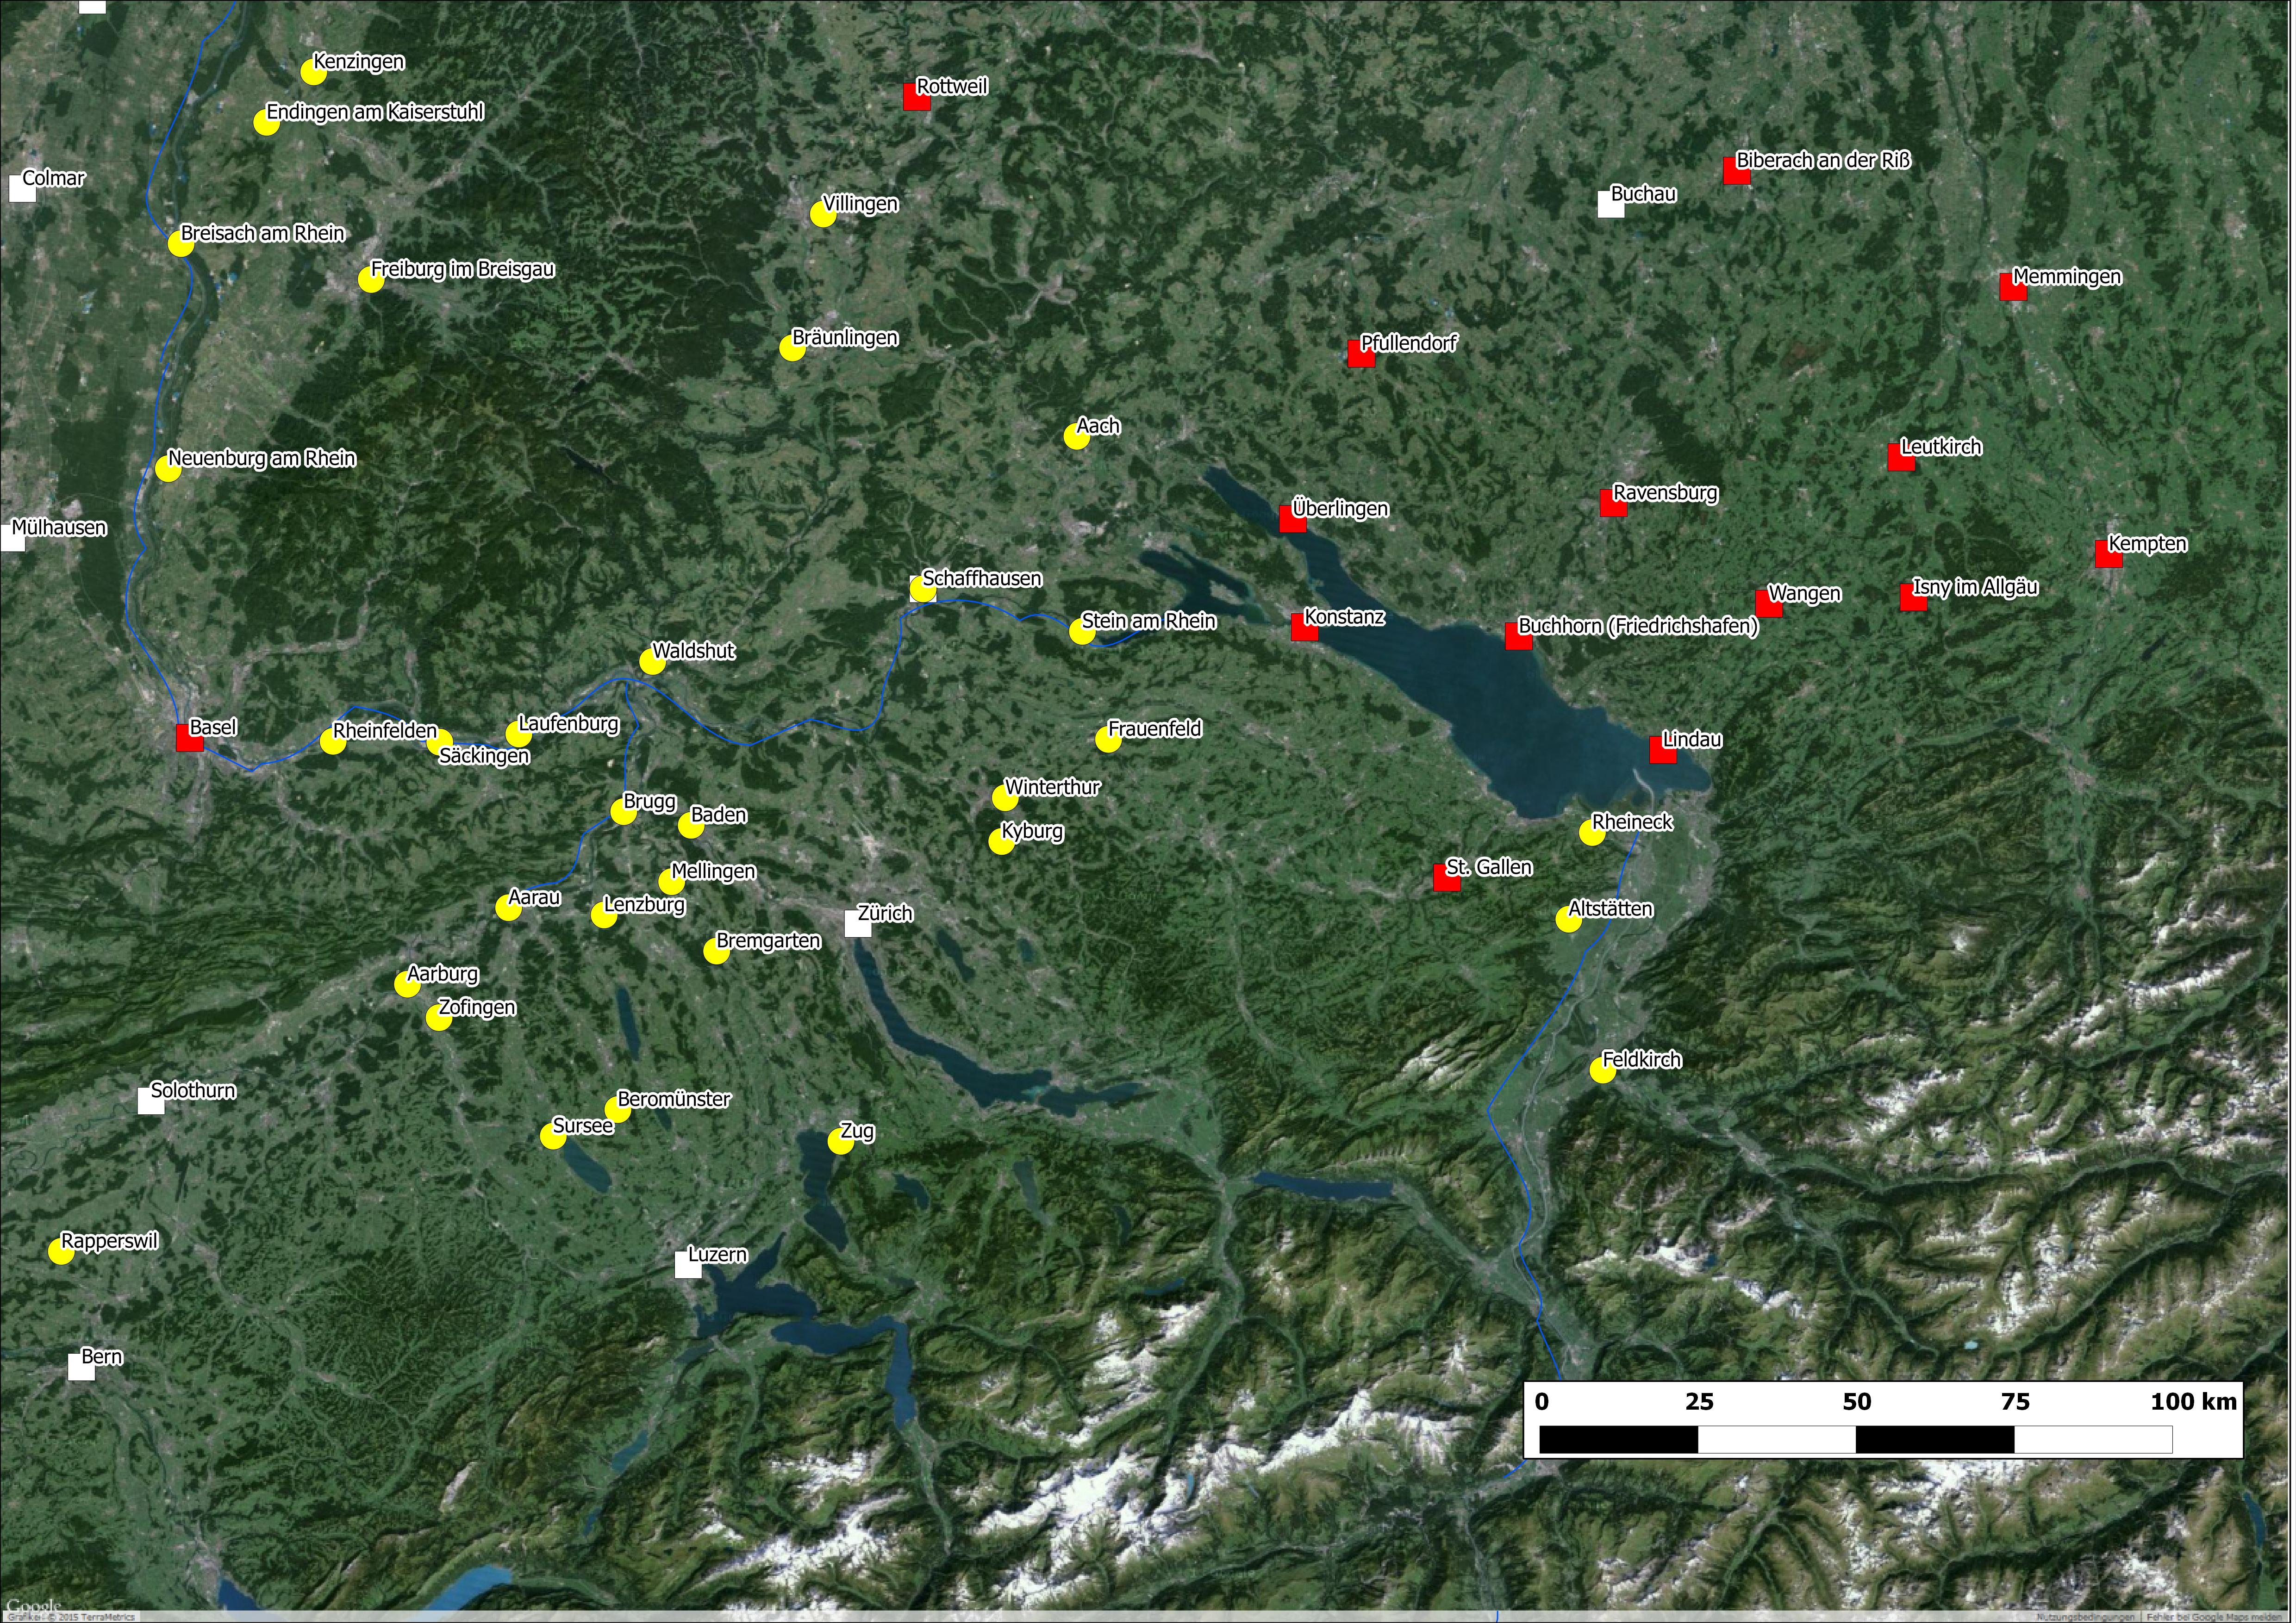 Kenzingen
Rottweil
Endingen am Kaiserstuhl
Biberach an der Riß
Colmar
Buchau
Villingen
Breisach am Rhein
Freiburg im Breisgau
Memmingen
Bräunlingen
Pfullendorf
Aach
Leutkirch
Neuenburg am Rhein
Ravensburg
Überlingen
Mülhausen
Kempten
Schaffhausen
Isny im Allgäu
Wangen
Konstanz
Stein am Rhein
Buchhorn (Friedrichshafen)
Waldshut
Basel
Rheinfelden
Laufenburg
Frauenfeld
Lindau
Säckingen
Winterthur
Brugg
Baden
Rheineck
Kyburg
St. Gallen
Mellingen
Aarau
Lenzburg
Altstätten
Zürich
Bremgarten
Aarburg
Zofingen
Feldkirch
Solothurn
Beromünster
Sursee
Zug
Rapperswil
Luzern
Bern
0 25 50 75 100 km
Google
Grafiken © 2015 TerraMetrics
Nutzungsbedingungen | Fehler bei Google Maps melden